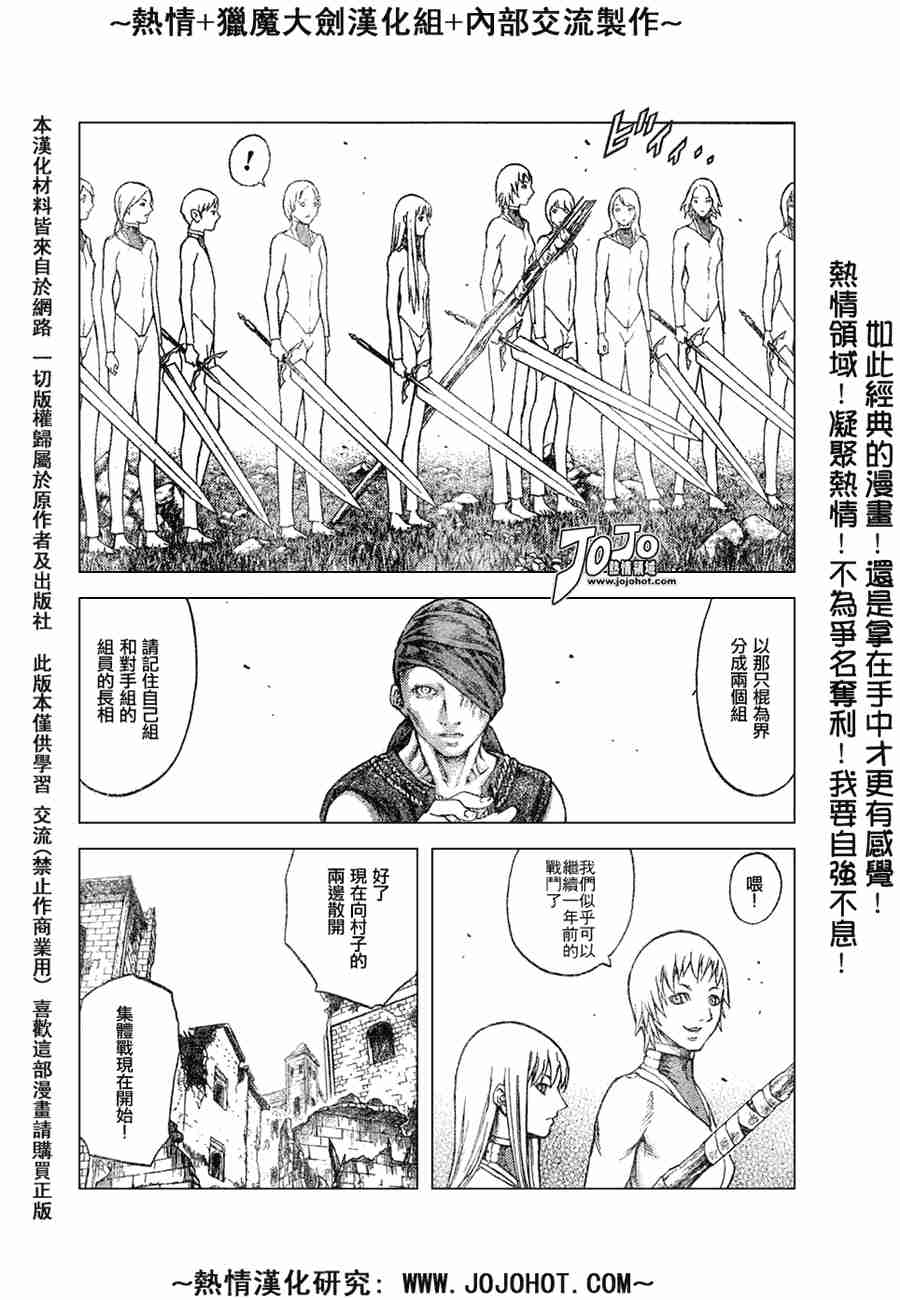 ~熱情+獵魔大劍漢化組+內部交流製作~
如此經典的漫畫！還是拿在手中才更有感覺！
熱情領域！凝聚熱情！不為爭名奪利！我要自強不息！
ビィィ...
！
JOJO
熱情領域
www.jojohot.com
以那只棍為界
分成兩個組
請記住自己組
和對手組的
組員的長相
喂！
我們似乎可以
繼續一年前的
戰鬥了
好了
現在向村子的
兩邊散開
集體戰現在開始！
本漢化材料皆來自於網路 一切版權歸屬於原作者及出版社 此版本僅供學習 交流(禁止作商業用) 喜歡這部漫畫請購買正版
~熱情漢化研究: WWW.JOJOHOT.COM~